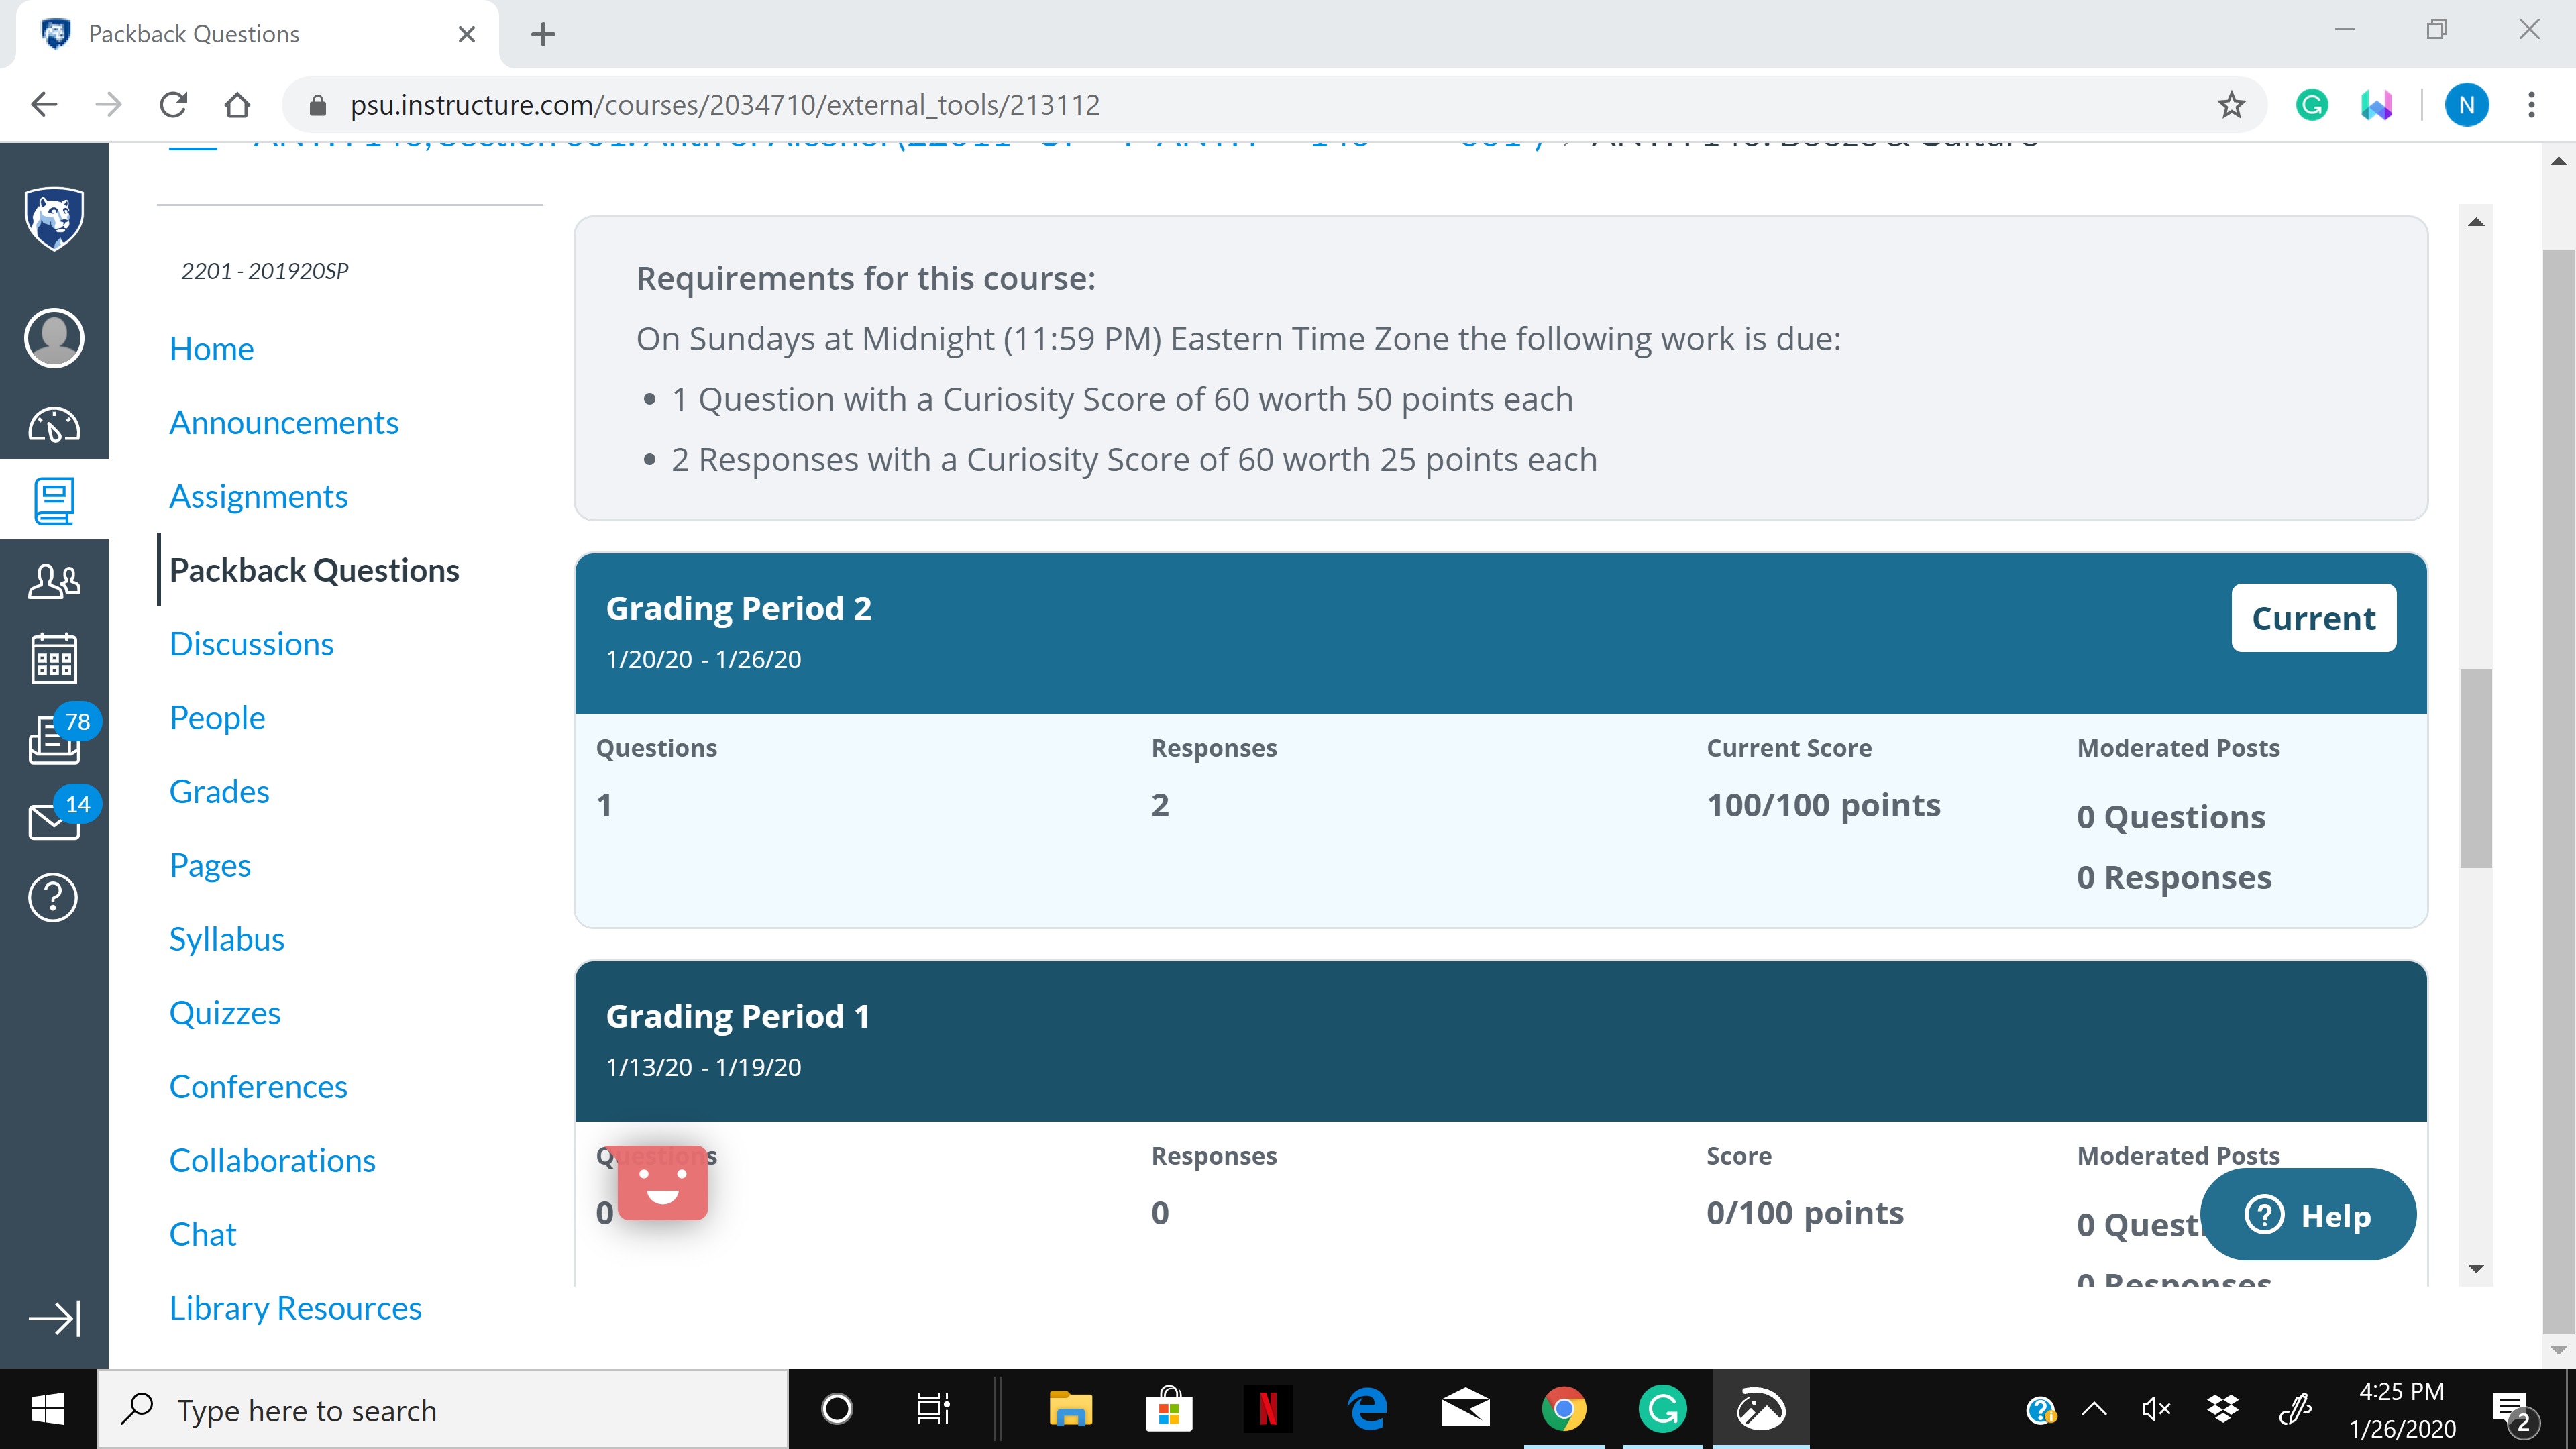 Packback Questions
psu.instructure.com/courses/2034710/external_tools/213112
N
2201 - 201920SP
Home
Announcements
Assignments
Packback Questions
Discussions
People
Grades
Pages
Syllabus
Quizzes
Conferences
Collaborations
Chat
Library Resources
78
14
Requirements for this course:
On Sundays at Midnight (11:59 PM) Eastern Time Zone the following work is due:
• 1 Question with a Curiosity Score of 60 worth 50 points each
• 2 Responses with a Curiosity Score of 60 worth 25 points each
Grading Period 2
Current
1/20/20 - 1/26/20
Questions Responses Current Score Moderated Posts
1 2 100/100 points 0 Questions
0 Responses
Grading Period 1
1/13/20 - 1/19/20
Questions Responses Score Moderated Posts
0 0 0/100 points 0 Questi
0 Responses
Help
Type here to search
4:25 PM
1/26/2020
2